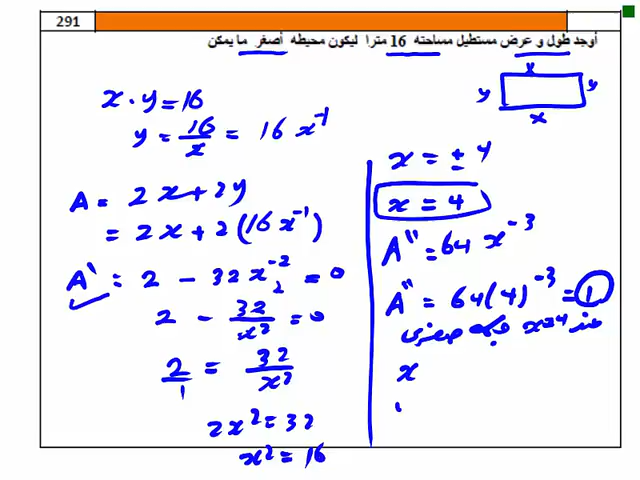 291
أوجد طول و عرض مستطيل مساحته 16 مترا ليكون محيطه أصغر ما يمكن
x
y y
x
x · y = 16
y = 16/x = 16 x⁻¹
A = 2x + 2y
= 2x + 2(16x⁻¹)
A' = 2 − 32x⁻² = 0
2 − 32/x² = 0
2/1 = 32/x²
2x² = 32
x² = 16
x = ± 4
x = 4
A'' = 64 x⁻³
A'' = 64(4)⁻³ = 1
عند x=4 قيمة صغرى
x